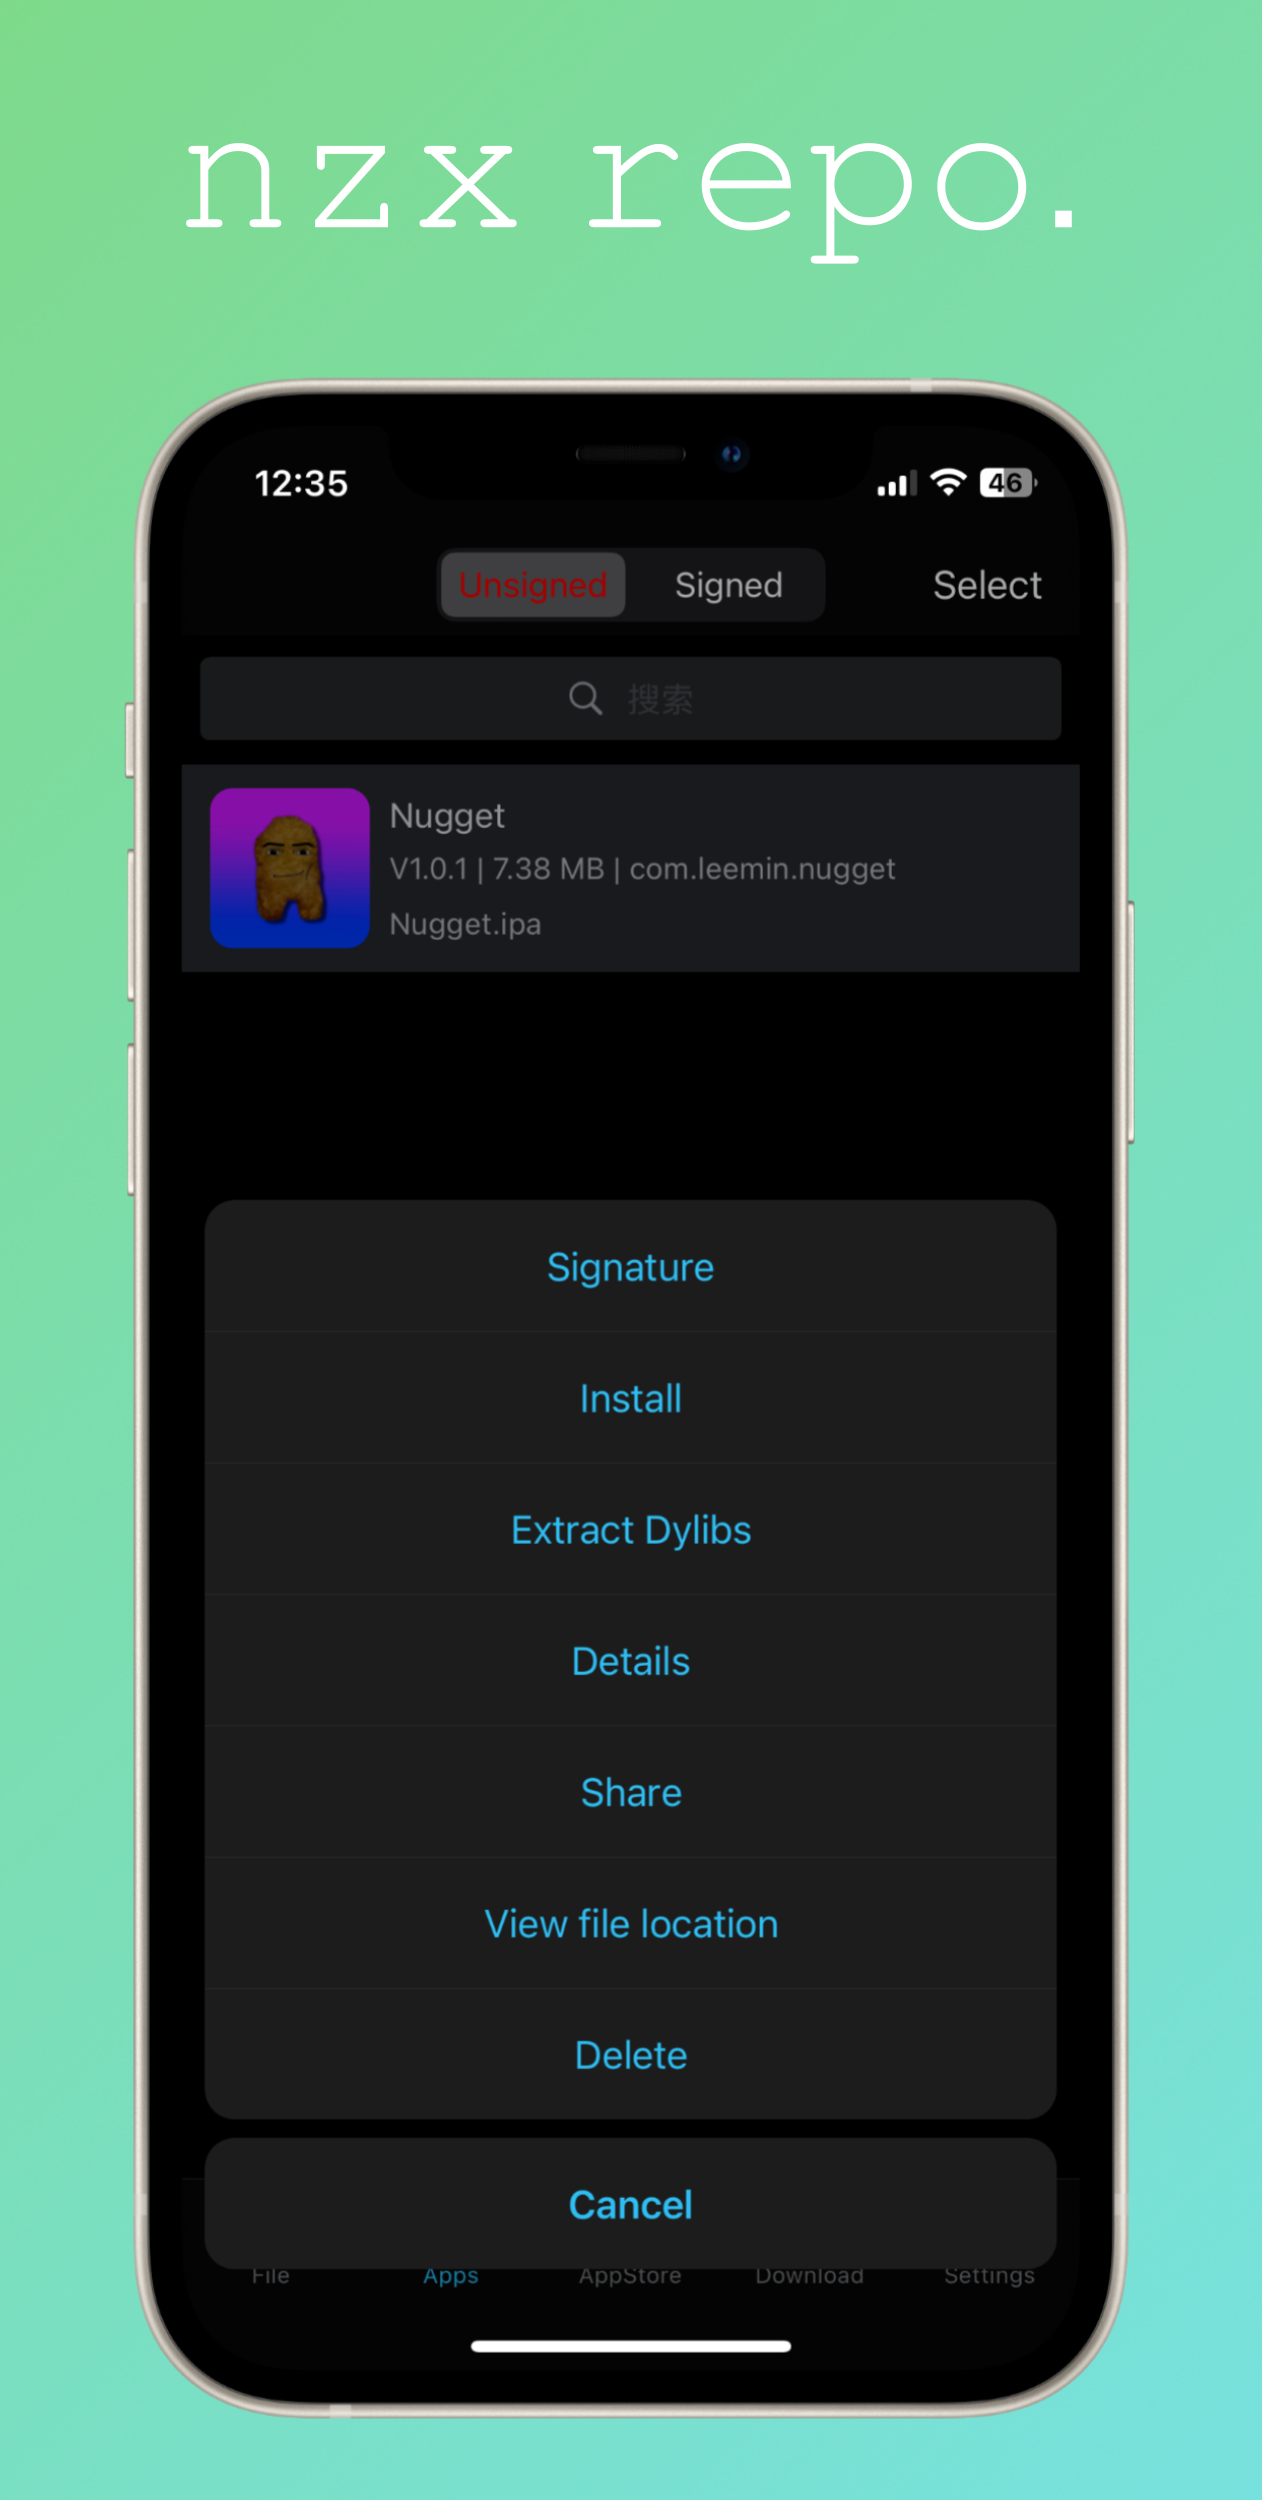 nzx repo.
12:35
46
Unsigned
Signed
Select
搜索
Nugget
V1.0.1 | 7.38 MB | com.leemin.nugget
Nugget.ipa
Signature
Install
Extract Dylibs
Details
Share
View file location
Delete
Cancel
File
Apps
AppStore
Download
Settings